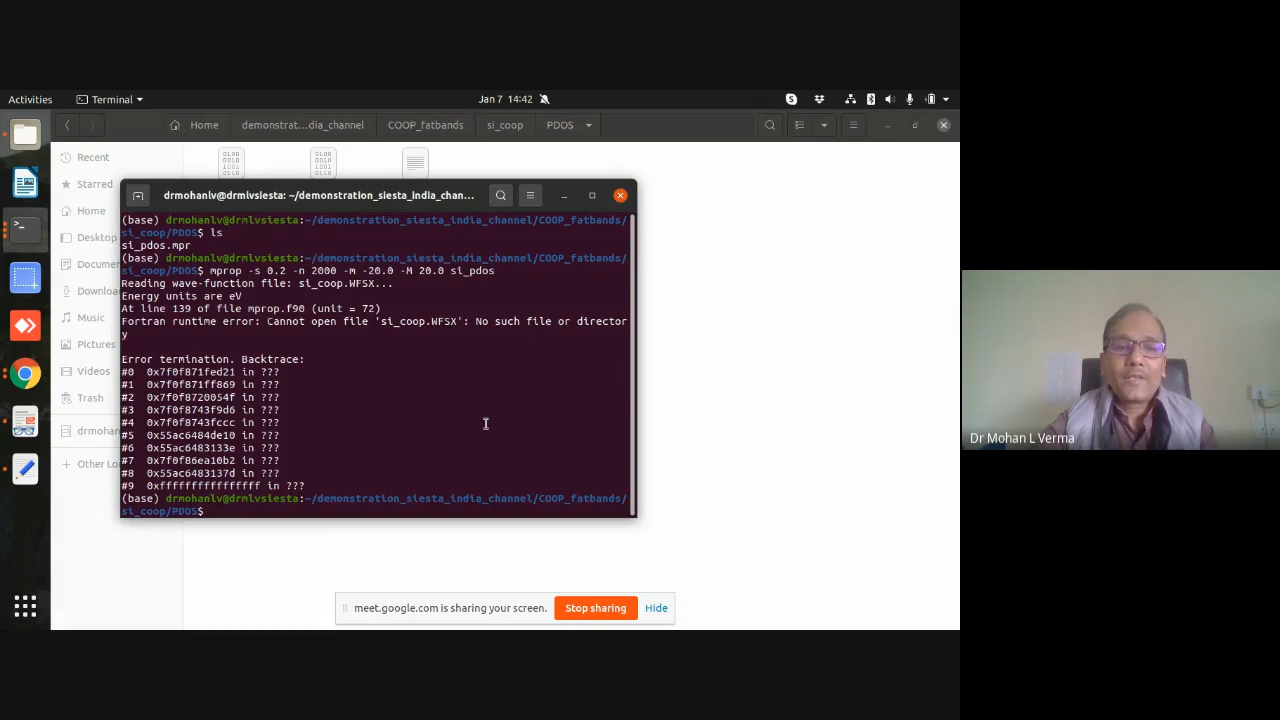 Activities
Terminal
Jan 7 14:42
Home
demonstrat…dia_channel
COOP_fatbands
si_coop
PDOS
Recent
Starred
Home
Desktop
Documen
Downloa
Music
Pictures
Videos
Trash
drmohan
Other Lo
drmohanlv@drmlvsiesta: ~/demonstration_siesta_india_chan...
(base) drmohanlv@drmlvsiesta:~/demonstration_siesta_india_channel/COOP_fatbands/
si_coop/PDOS$ ls
si_pdos.mpr
(base) drmohanlv@drmlvsiesta:~/demonstration_siesta_india_channel/COOP_fatbands/
si_coop/PDOS$ mprop -s 0.2 -n 2000 -m -20.0 -M 20.0 si_pdos
Reading wave-function file: si_coop.WFSX...
Energy units are eV
At line 139 of file mprop.f90 (unit = 72)
Fortran runtime error: Cannot open file 'si_coop.WFSX': No such file or director
y
Error termination. Backtrace:
#0  0x7f0f871fed21 in ???
#1  0x7f0f871ff869 in ???
#2  0x7f0f8720054f in ???
#3  0x7f0f8743f9d6 in ???
#4  0x7f0f8743fccc in ???
#5  0x55ac6484de10 in ???
#6  0x55ac6483133e in ???
#7  0x7f0f86ea10b2 in ???
#8  0x55ac6483137d in ???
#9  0xffffffffffffffff in ???
(base) drmohanlv@drmlvsiesta:~/demonstration_siesta_india_channel/COOP_fatbands/
si_coop/PDOS$
meet.google.com is sharing your screen.
Stop sharing
Hide
Dr Mohan L Verma